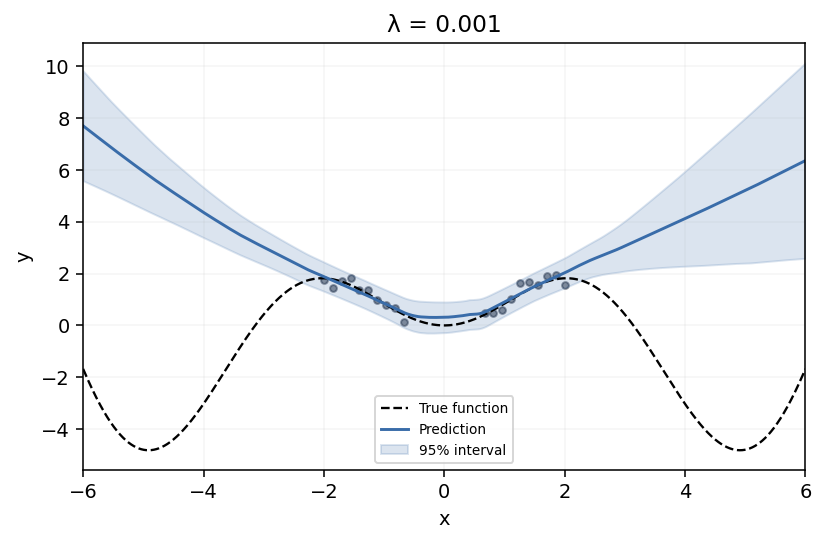 λ = 0.001
y
10
8
6
4
2
0
−2
−4
True function
Prediction
95% interval
−6 −4 −2 0 2 4 6
x